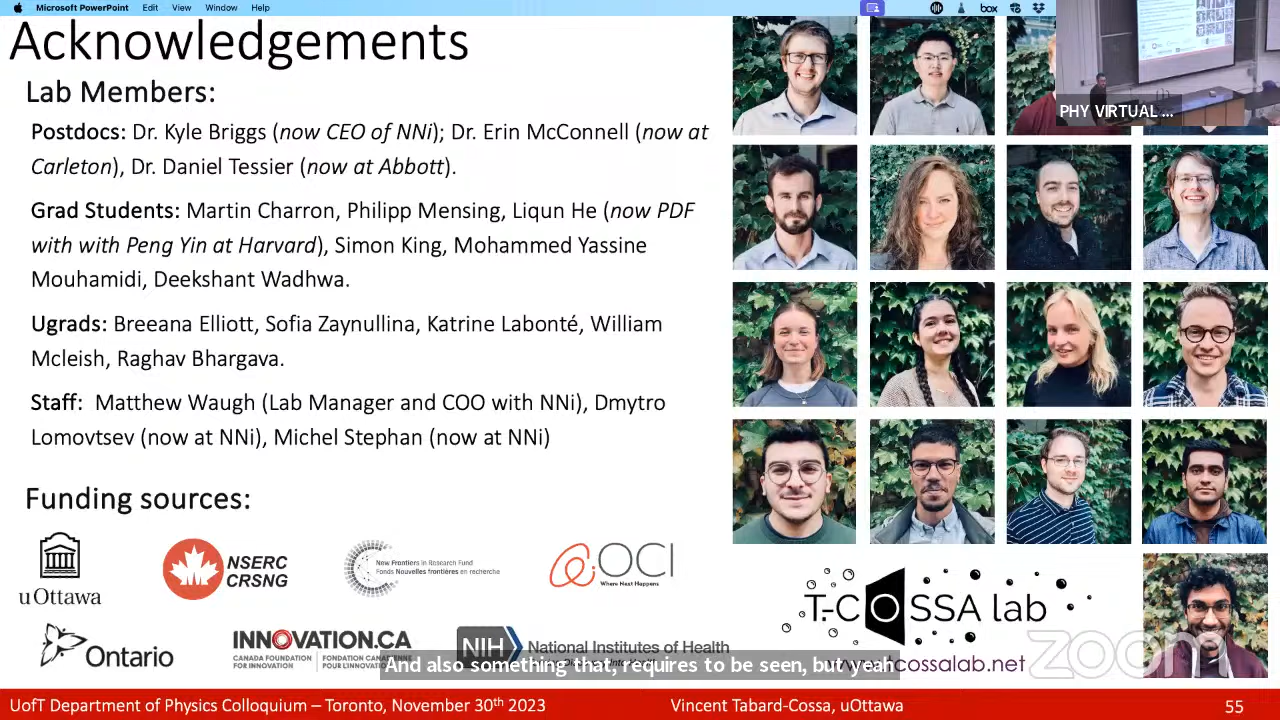 Microsoft PowerPoint Edit View Window Help
box
Acknowledgements
Lab Members:
Postdocs: Dr. Kyle Briggs (now CEO of NNi); Dr. Erin McConnell (now at
Carleton), Dr. Daniel Tessier (now at Abbott).
Grad Students: Martin Charron, Philipp Mensing, Liqun He (now PDF
with with Peng Yin at Harvard), Simon King, Mohammed Yassine
Mouhamidi, Deekshant Wadhwa.
Ugrads: Breeana Elliott, Sofia Zaynullina, Katrine Labonté, William
Mcleish, Raghav Bhargava.
Staff: Matthew Waugh (Lab Manager and COO with NNi), Dmytro
Lomovtsev (now at NNi), Michel Stephan (now at NNi)
PHY VIRTUAL ...
Funding sources:
uOttawa
NSERC
CRSNG
New Frontiers in Research Fund
Fonds Nouvelles frontières en recherche
OCI
Where Next Happens
T-COSSA lab
Ontario
INNOVATION.CA
CANADA FOUNDATION
FOR INNOVATION
FONDATION CANADIENNE
POUR L'INNOVATION
NIH National Institutes of Health
And also something that, requires to be seen, but yeah
www.tcossalab.net
zoom
UofT Department of Physics Colloquium – Toronto, November 30th 2023
Vincent Tabard-Cossa, uOttawa
55